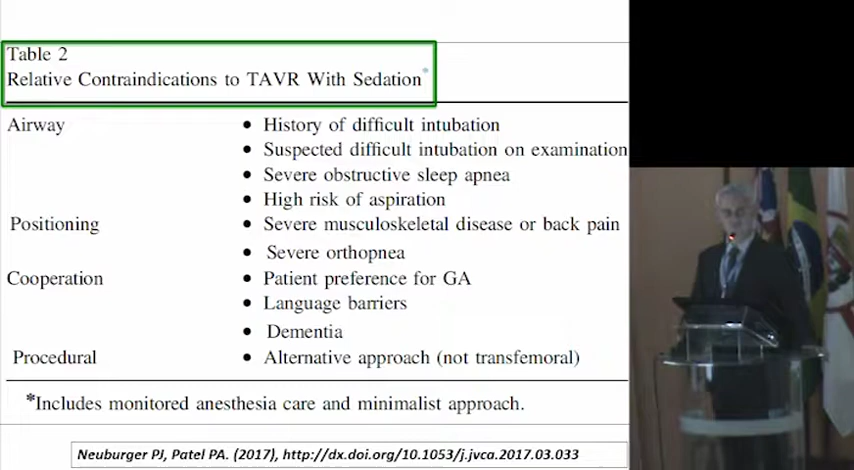 Table 2
Relative Contraindications to TAVR With Sedation*
Airway • History of difficult intubation
• Suspected difficult intubation on examination
• Severe obstructive sleep apnea
• High risk of aspiration
Positioning • Severe musculoskeletal disease or back pain
• Severe orthopnea
Cooperation • Patient preference for GA
• Language barriers
• Dementia
Procedural • Alternative approach (not transfemoral)
*Includes monitored anesthesia care and minimalist approach.
Neuburger PJ, Patel PA. (2017), http://dx.doi.org/10.1053/j.jvca.2017.03.033